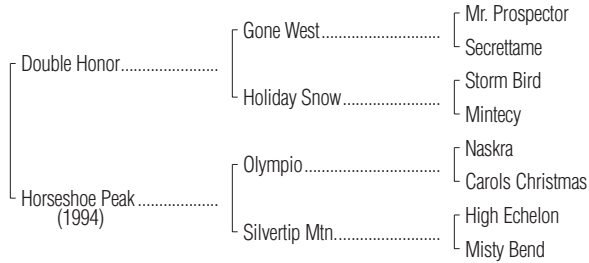 Mr. Prospector
Gone West
Secrettame
Double Honor
Storm Bird
Holiday Snow
Mintecy
Naskra
Olympio
Carols Christmas
Horseshoe Peak
(1994)
High Echelon
Silvertip Mtn.
Misty Bend